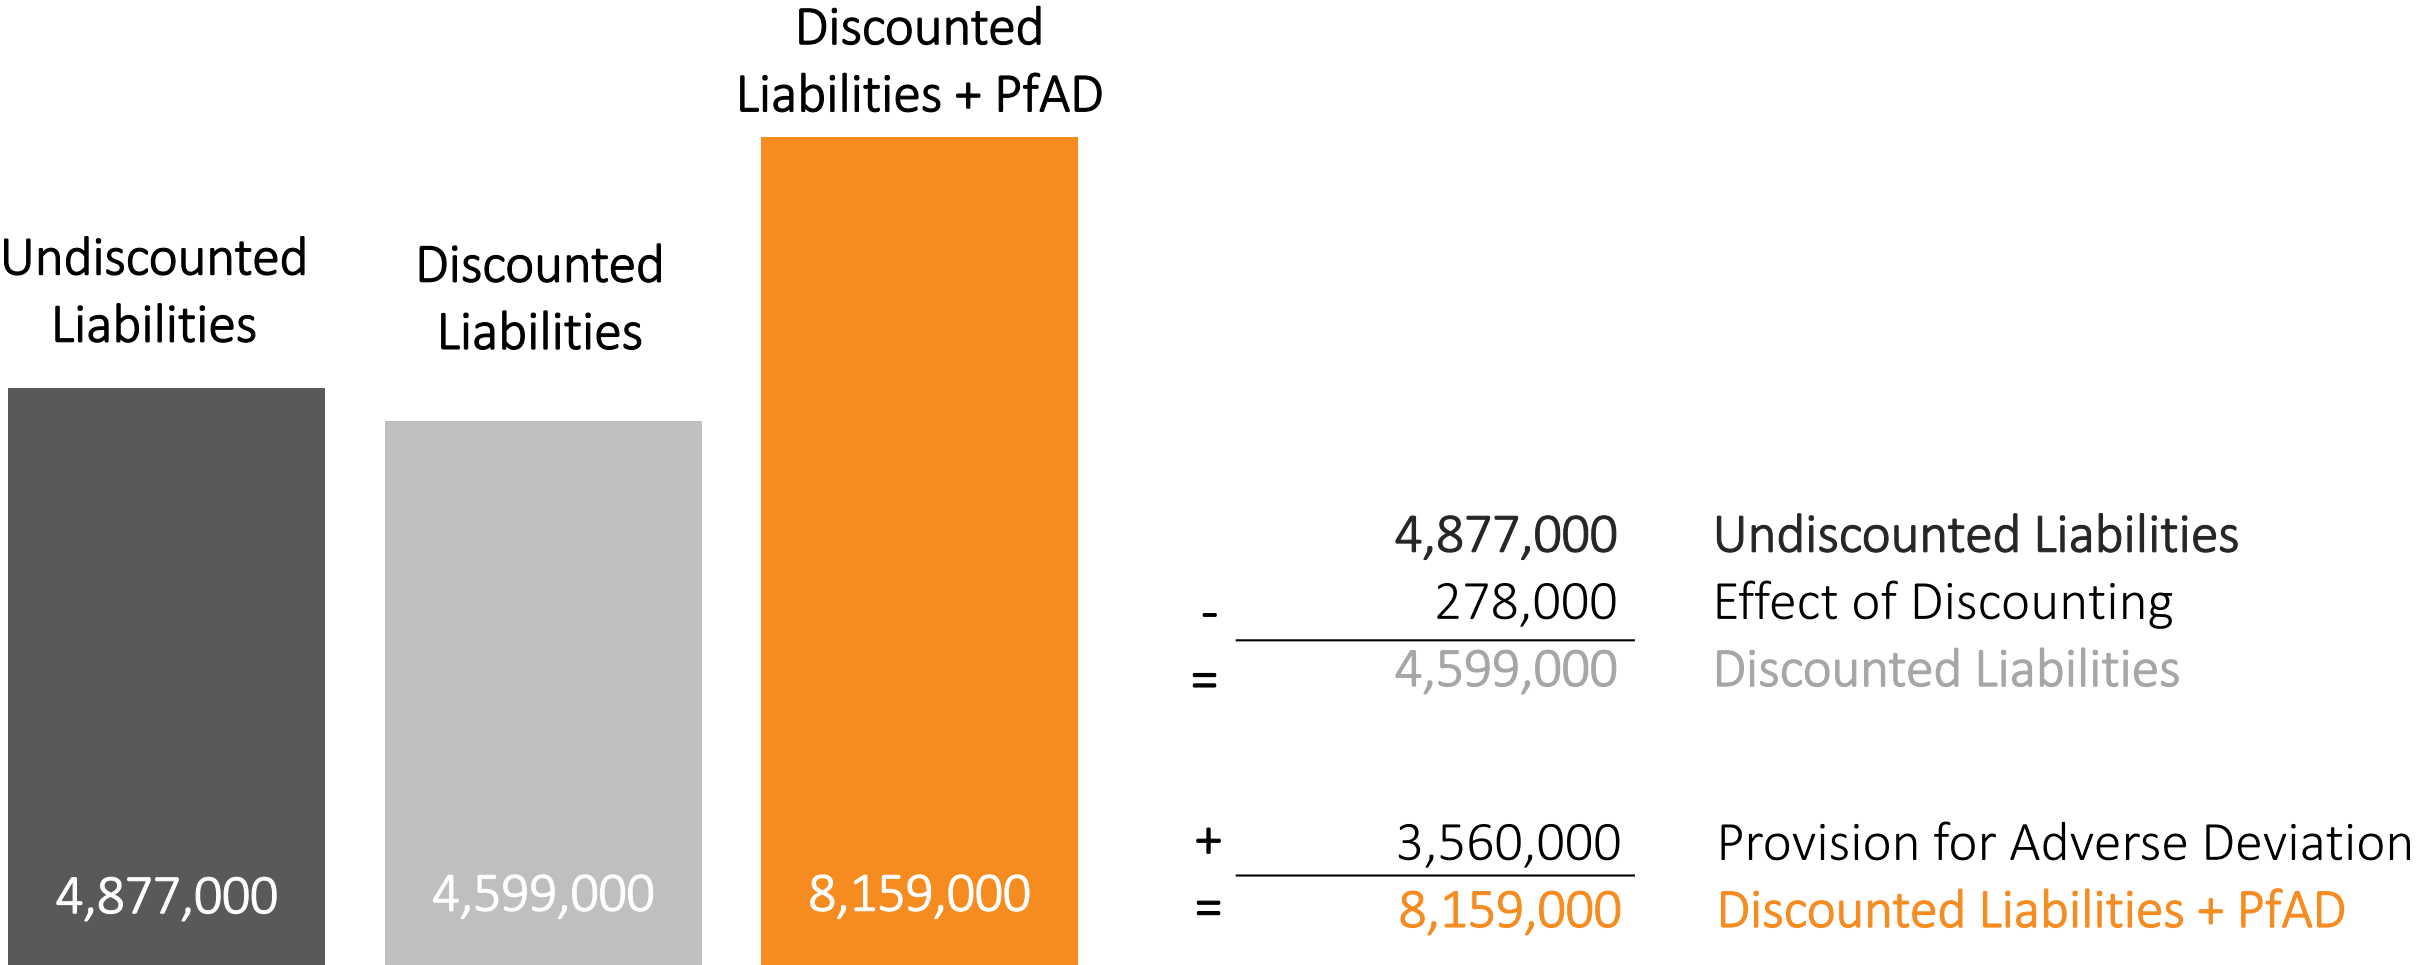 Discounted
Liabilities + PfAD
Undiscounted
Liabilities
Discounted
Liabilities
4,877,000
4,599,000
8,159,000
4,877,000 Undiscounted Liabilities
- 278,000 Effect of Discounting
= 4,599,000 Discounted Liabilities
+ 3,560,000 Provision for Adverse Deviation
= 8,159,000 Discounted Liabilities + PfAD